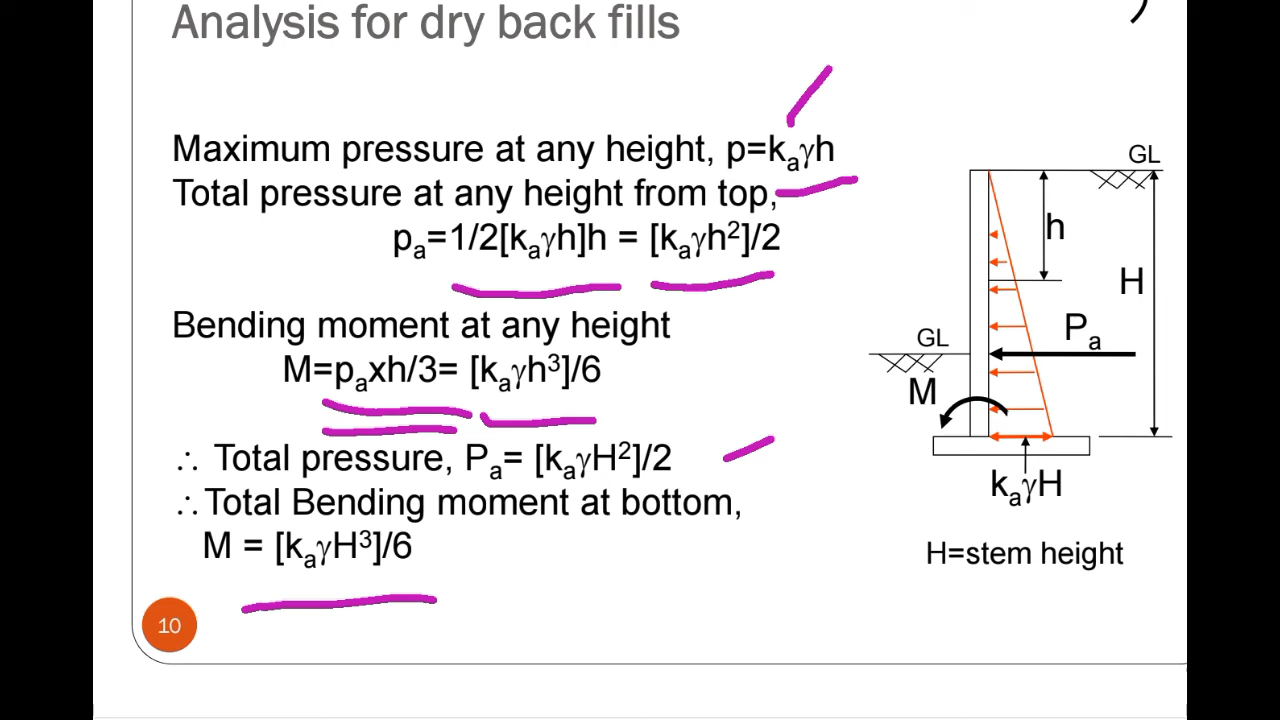 Analysis for dry back fills
Maximum pressure at any height, p=kₐγh
Total pressure at any height from top,
pₐ=1/2[kₐγh]h = [kₐγh²]/2
Bending moment at any height
M=pₐxh/3= [kₐγh³]/6
∴ Total pressure, Pₐ= [kₐγH²]/2
∴Total Bending moment at bottom,
M = [kₐγH³]/6
10
GL
h
H
Pₐ
GL
M
kₐγH
H=stem height